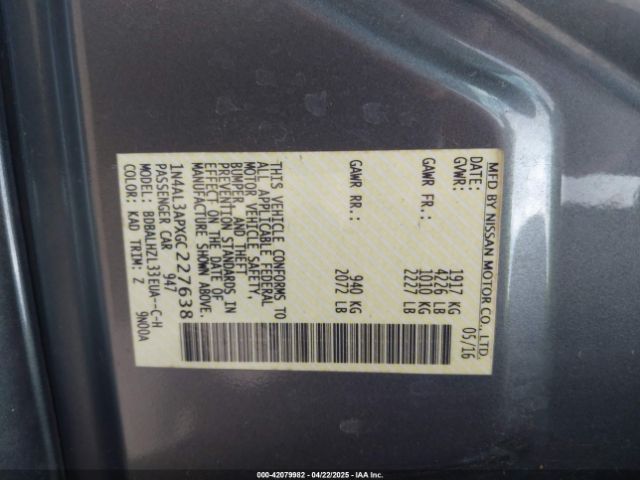 MFD BY NISSAN MOTOR CO., LTD.
DATE: 05/16
GVWR: 1917 KG
4226 LB
GAWR FR.: 1010 KG
2227 LB
GAWR RR.: 940 KG
2072 LB
THIS VEHICLE CONFORMS TO
ALL APPLICABLE FEDERAL
MOTOR VEHICLE SAFETY,
BUMPER, AND THEFT
PREVENTION STANDARDS IN
EFFECT ON THE DATE OF
MANUFACTURE SHOWN ABOVE.
1N4AL3APXGC227638
PASSENGER CAR 947
MODEL: BDBALHZL33EUA--C-H
COLOR: KAD TRIM: Z 9N00A
000-42079982 - 04/22/2025 - IAA Inc.